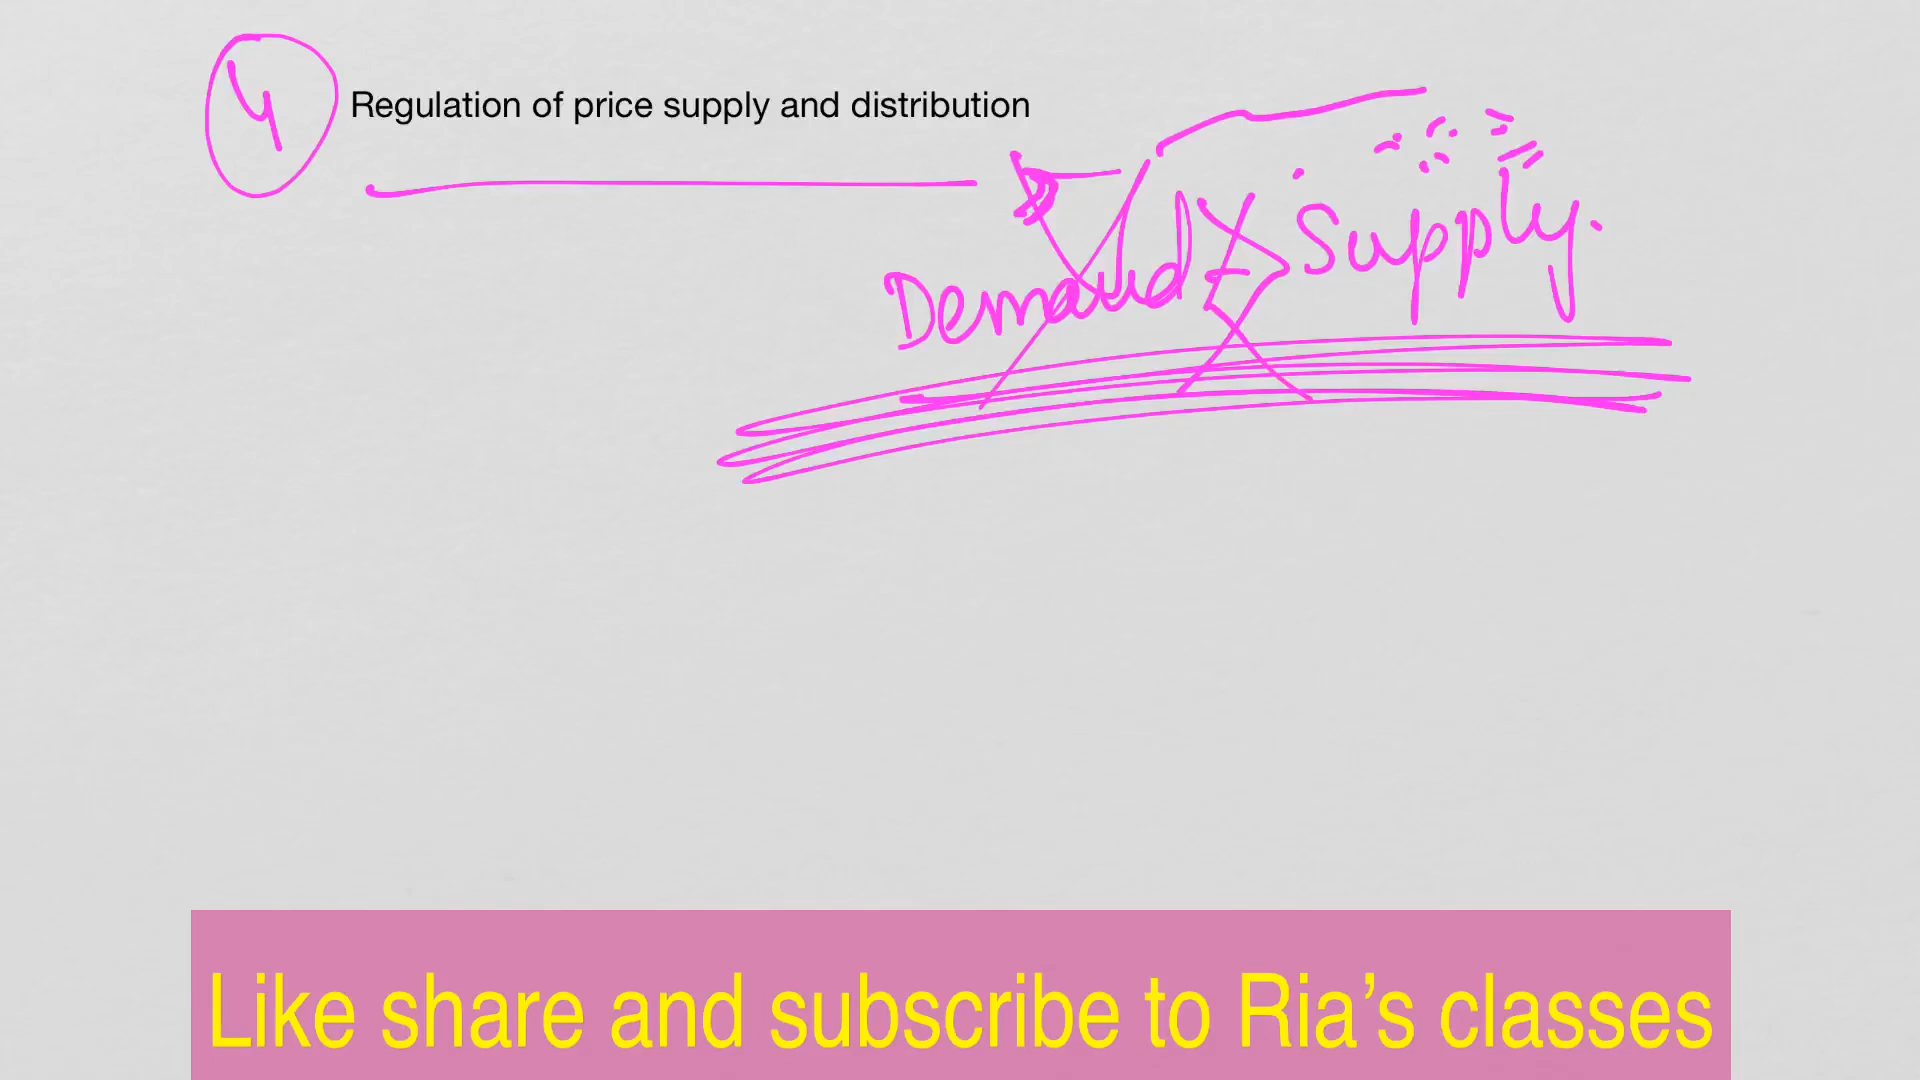 4 Regulation of price supply and distribution
Demand = Supply.
Like share and subscribe to Ria’s classes